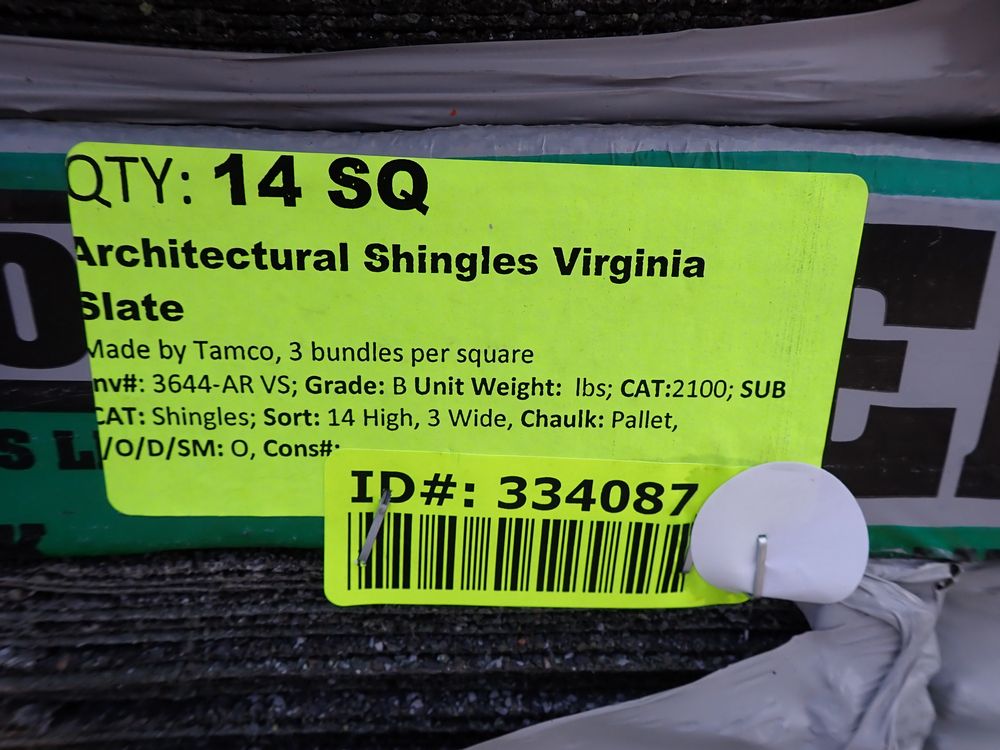 QTY: 14 SQ
Architectural Shingles Virginia
Slate
Made by Tamco, 3 bundles per square
nv#: 3644-AR VS; Grade: B Unit Weight: lbs; CAT:2100; SUB
CAT: Shingles; Sort: 14 High, 3 Wide, Chaulk: Pallet,
/O/D/SM: O, Cons#:
ID#: 334087